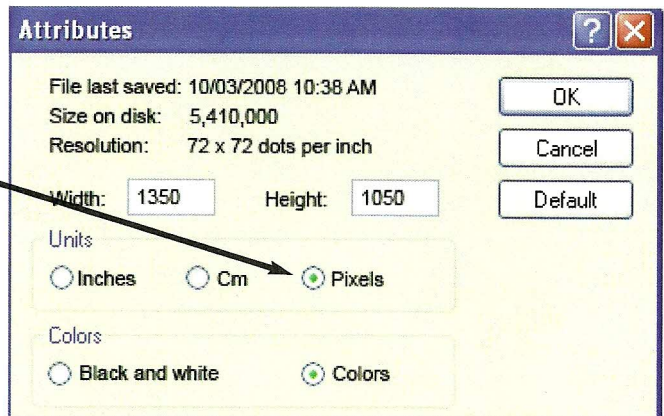 Attributes
File last saved: 10/03/2008 10:38 AM
Size on disk: 5,410,000
Resolution: 72 x 72 dots per inch
Width: 1350 Height: 1050
Units
Inches Cm Pixels
Colors
Black and white Colors
OK
Cancel
Default